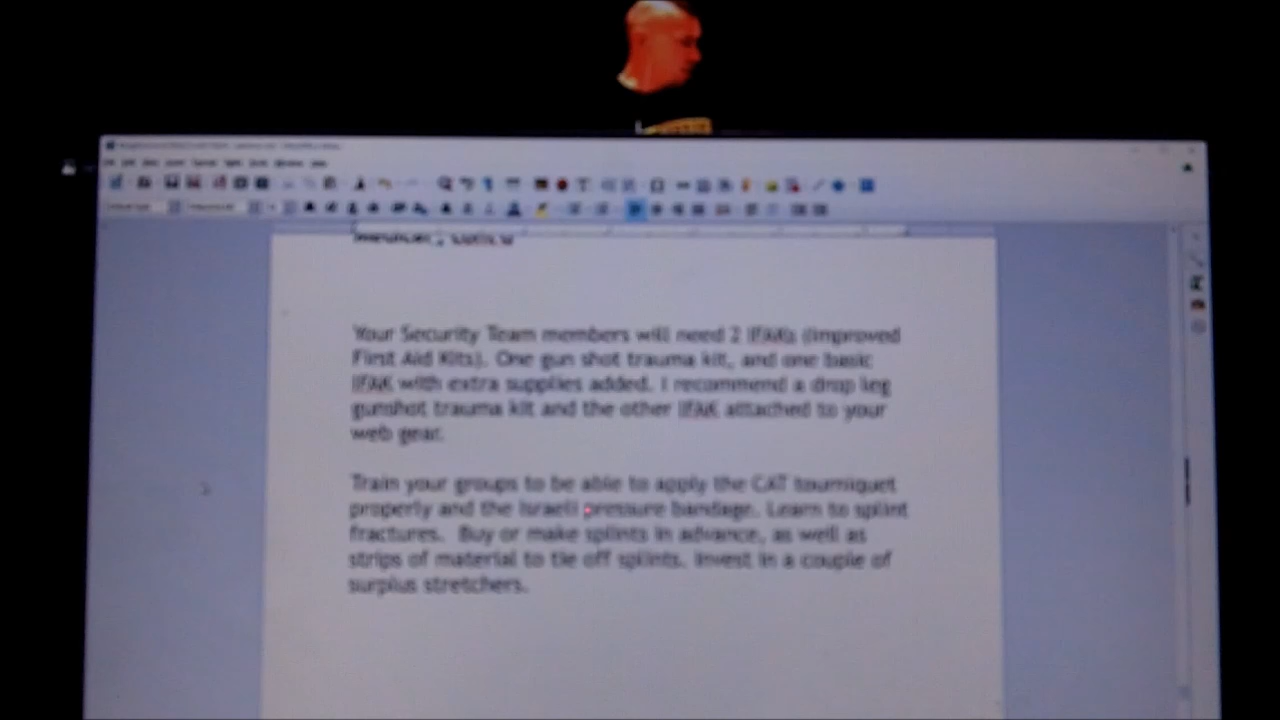 Your Security Team members will need 2 IFAKs (Improved
First Aid Kits). One gun shot trauma kit, and one basic
IFAK with extra supplies added. I recommend a drop leg
gunshot trauma kit and the other IFAK attached to your
web gear.
Train your groups to be able to apply the CAT tourniquet
properly and the Israeli pressure bandage. Learn to splint
fractures. Buy or make splints in advance, as well as
strips of material to tie off splints. Invest in a couple of
surplus stretchers.